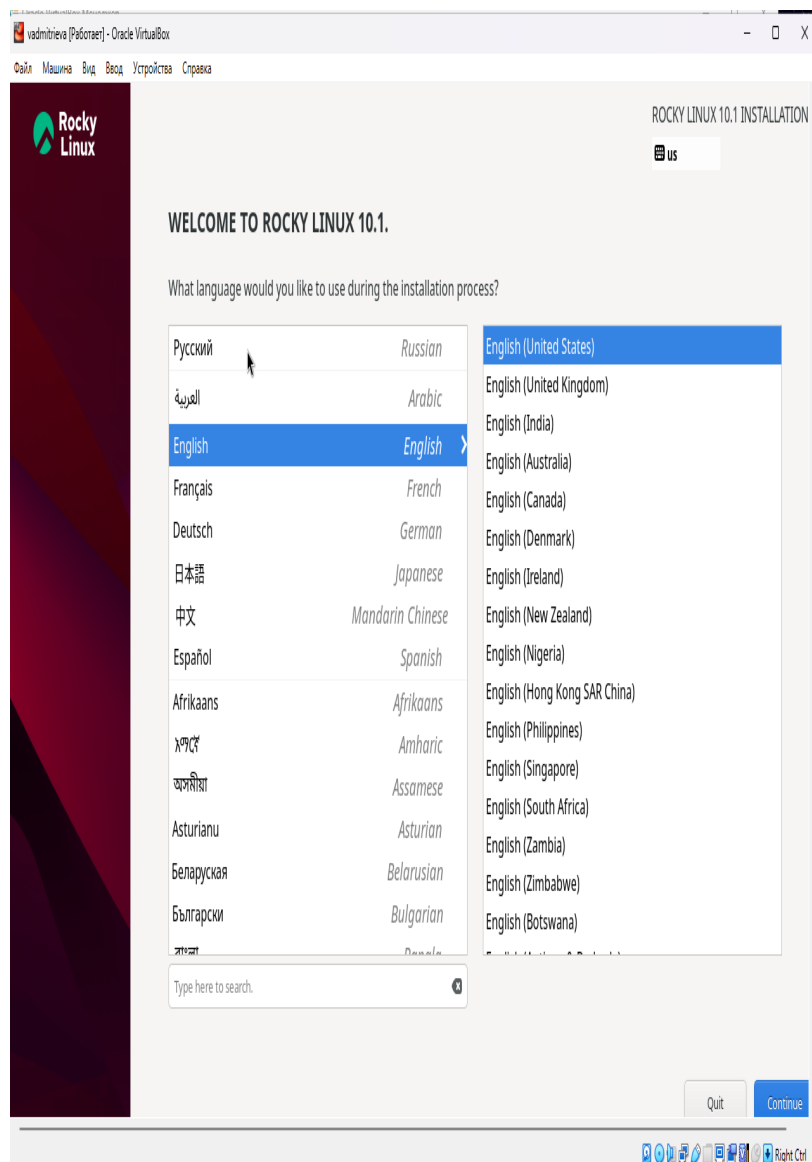 vadmitrieva [Работает] - Oracle VirtualBox
Файл Машина Вид Ввод Устройства Справка
Rocky
Linux
ROCKY LINUX 10.1 INSTALLATION
us
WELCOME TO ROCKY LINUX 10.1.
What language would you like to use during the installation process?
Русский Russian
العربية Arabic
English English
Français French
Deutsch German
日本語 Japanese
中文 Mandarin Chinese
Español Spanish
Afrikaans Afrikaans
አማርኛ Amharic
অসমীয়া Assamese
Asturianu Asturian
Беларуская Belarusian
Български Bulgarian
English (United States)
English (United Kingdom)
English (India)
English (Australia)
English (Canada)
English (Denmark)
English (Ireland)
English (New Zealand)
English (Nigeria)
English (Hong Kong SAR China)
English (Philippines)
English (Singapore)
English (South Africa)
English (Zambia)
English (Zimbabwe)
English (Botswana)
Type here to search.
Quit Continue
Right Ctrl